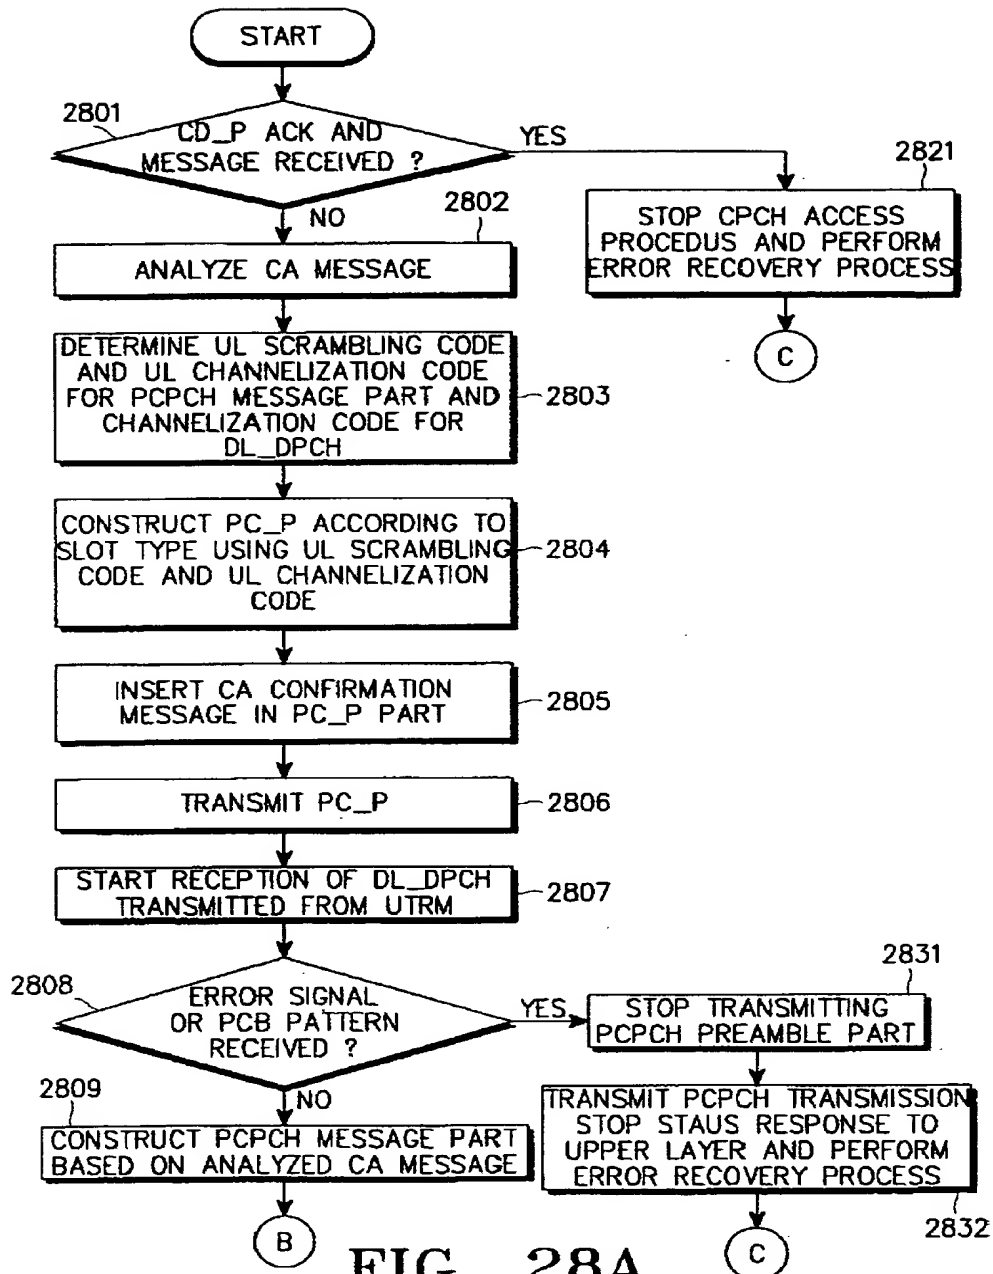 START
2801
CD_P ACK AND
MESSAGE RECEIVED ?
YES
2821
STOP CPCH ACCESS
PROCEDUS AND PERFORM
ERROR RECOVERY PROCESS
C
NO
2802
ANALYZE CA MESSAGE
DETERMINE UL SCRAMBLING CODE
AND UL CHANNELIZATION CODE
FOR PCPCH MESSAGE PART AND
CHANNELIZATION CODE FOR
DL_DPCH
2803
CONSTRUCT PC_P ACCORDING TO
SLOT TYPE USING UL SCRAMBLING
CODE AND UL CHANNELIZATION
CODE
2804
INSERT CA CONFIRMATION
MESSAGE IN PC_P PART
2805
TRANSMIT PC_P
2806
START RECEPTION OF DL_DPCH
TRANSMITTED FROM UTRM
2807
2808
ERROR SIGNAL
OR PCB PATTERN
RECEIVED ?
YES
2831
STOP TRANSMITTING
PCPCH PREAMBLE PART
NO
2809
CONSTRUCT PCPCH MESSAGE PART
BASED ON ANALYZED CA MESSAGE
TRANSMIT PCPCH TRANSMISSION
STOP STAUS RESPONSE TO
UPPER LAYER AND PERFORM
ERROR RECOVERY PROCESS
2832
B
C
FIG. 28A